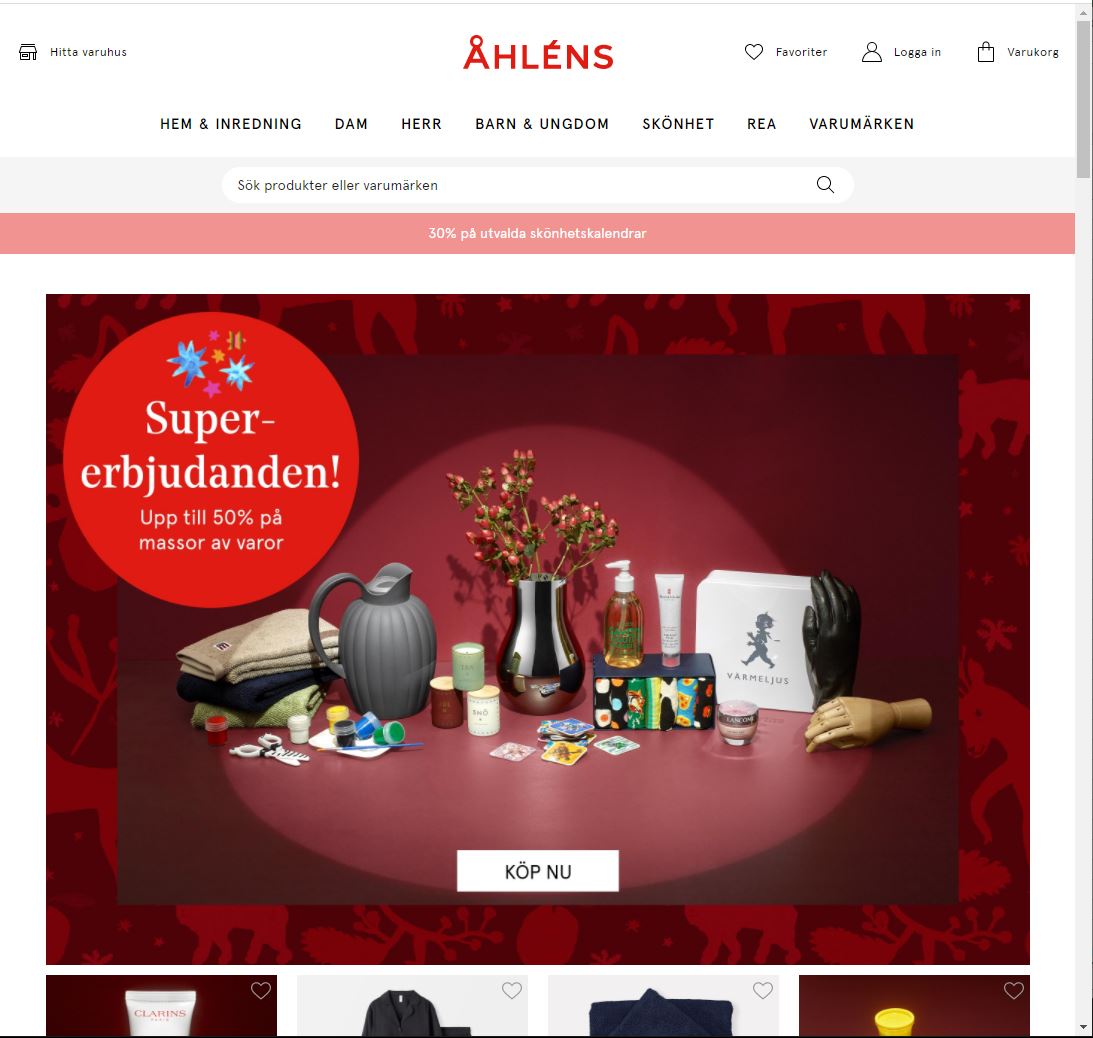 Hitta varuhus
ÅHLÉNS
Favoriter
Logga in
Varukorg
HEM & INREDNING
DAM
HERR
BARN & UNGDOM
SKÖNHET
REA
VARUMÄRKEN
Sök produkter eller varumärken
30% på utvalda skönhetskalendrar
Super-
erbjudanden!
Upp till 50% på
massor av varor
SNÖ
VÄRMELJUS
LANCÔME
KÖP NU
CLARINS
PARIS